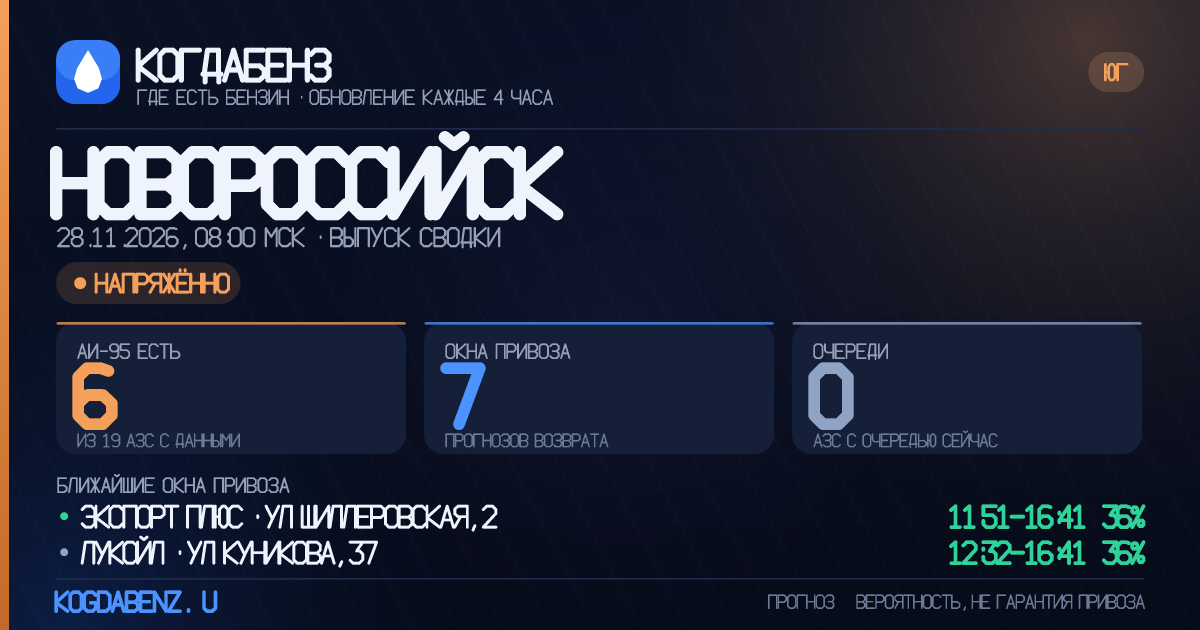 КОГДАБЕНЗ
ГДЕ ЕСТЬ БЕНЗИН · ОБНОВЛЕНИЕ КАЖДЫЕ 4 ЧАСА
ЮГ
НОВОРОССИЙСК
28.11.2026, 08:00 МСК · ВЫПУСК СВОДКИ
• НАПРЯЖЁННО
АИ-95 ЕСТЬ
6
ИЗ 19 АЗС С ДАННЫМИ
ОКНА ПРИВОЗА
7
ПРОГНОЗОВ ВОЗВРАТА
ОЧЕРЕДИ
0
АЗС С ОЧЕРЕДЬЮ СЕЙЧАС
БЛИЖАЙШИЕ ОКНА ПРИВОЗА
• ЭКСПОРТ ПЛЮС · УЛ ШИЛЛЕРОВСКАЯ, 2 11:51–16:41 36%
• ЛУКОЙЛ · УЛ КУНИКОВА, 37 12:32–16:41 36%
KOGDABENZ. U
ПРОГНОЗ ВЕРОЯТНОСТЬ, НЕ ГАРАНТИЯ ПРИВОЗА